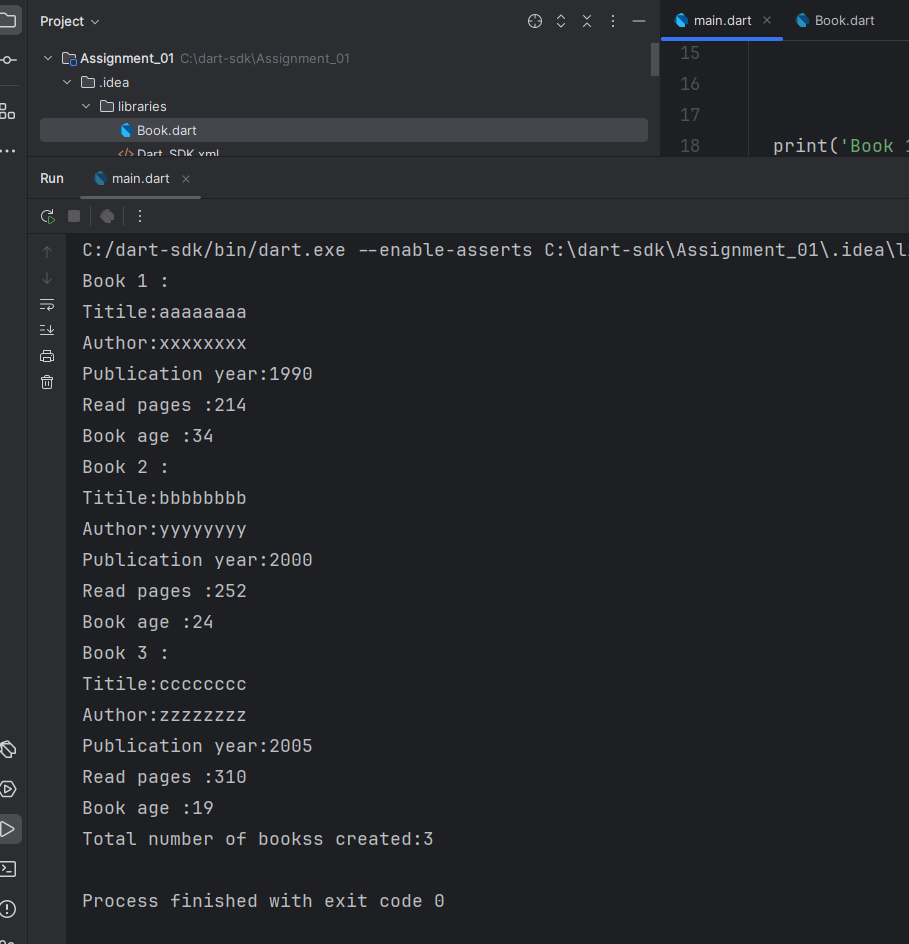 Project
main.dart
Book.dart
Assignment_01 C:\dart-sdk\Assignment_01
.idea
libraries
Book.dart
Dart_SDK.xml
15
16
17
18 print('Book
Run main.dart
C:/dart-sdk/bin/dart.exe --enable-asserts C:\dart-sdk\Assignment_01\.idea\l
Book 1 :
Titile:aaaaaaaa
Author:xxxxxxxx
Publication year:1990
Read pages :214
Book age :34
Book 2 :
Titile:bbbbbbbb
Author:yyyyyyyy
Publication year:2000
Read pages :252
Book age :24
Book 3 :
Titile:cccccccc
Author:zzzzzzzz
Publication year:2005
Read pages :310
Book age :19
Total number of bookss created:3
Process finished with exit code 0